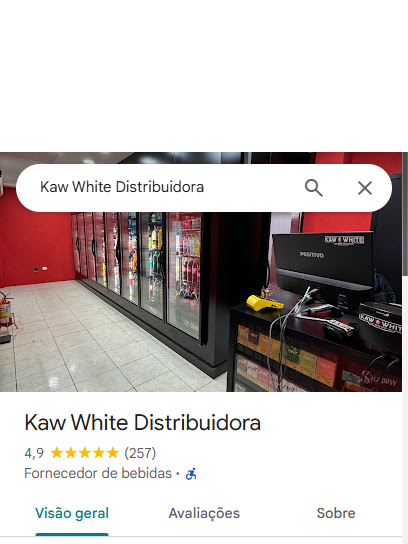 Kaw White Distribuidora
KAW WHITE
POSITIVO
KAW WHIT
Kaw White Distribuidora
4,9 (257)
Fornecedor de bebidas ·
Visão geral
Avaliações
Sobre